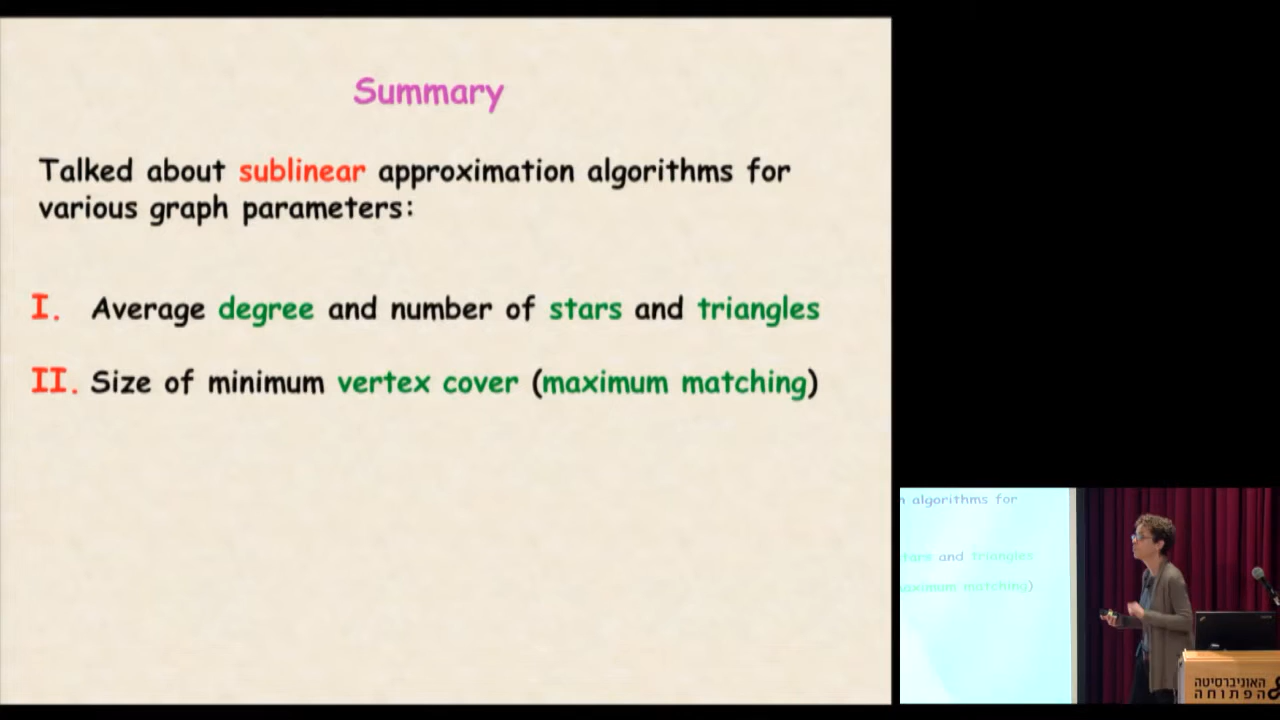 Summary
Talked about sublinear approximation algorithms for
various graph parameters:
I. Average degree and number of stars and triangles
II. Size of minimum vertex cover (maximum matching)
algorithms for
stars and triangles
maximum matching)
האוניברסיטה
הפתוחה